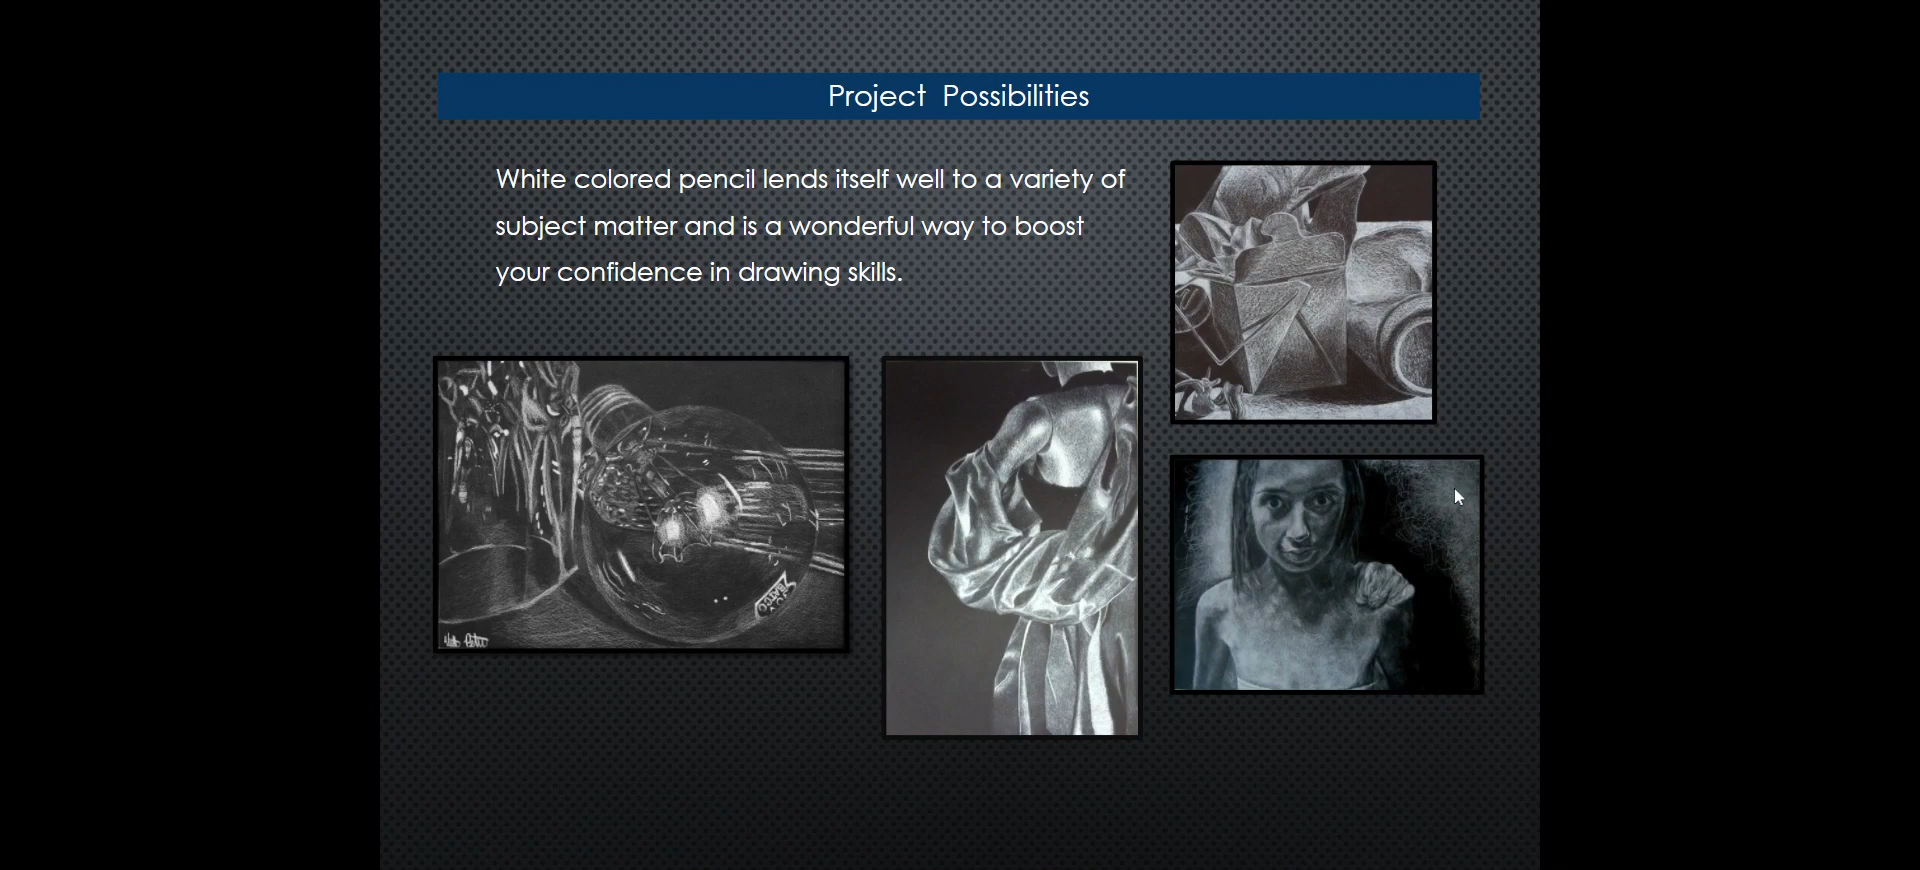 Project Possibilities
White colored pencil lends itself well to a variety of
subject matter and is a wonderful way to boost
your confidence in drawing skills.